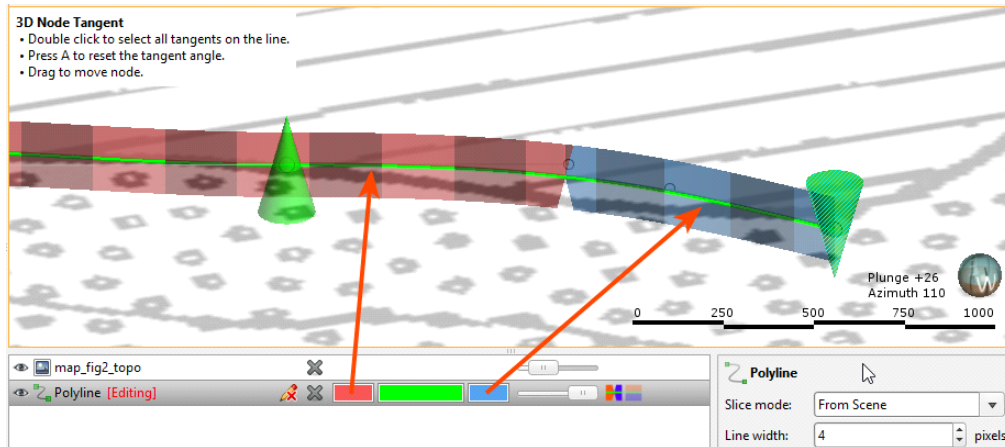 3D Node Tangent
• Double click to select all tangents on the line.
• Press A to reset the tangent angle.
• Drag to move node.
W
Plunge +26
Azimuth 110
0 250 500 750 1000
map_fig2_topo
Polyline [Editing]
Polyline
Slice mode: From Scene
Line width: 4 pixels